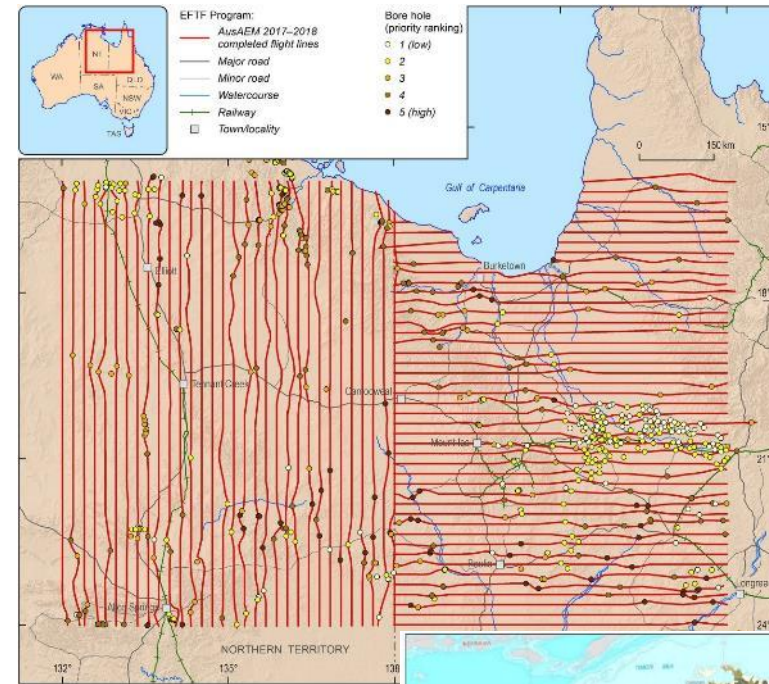 EFTF Program:
AusAEM 2017–2018
completed flight lines
Major road
Minor road
Watercourse
Railway
Town/locality
Bore hole
(priority ranking)
1 (low)
2
3
4
5 (high)
WA
NT
SA
QLD
NSW
VIC
TAS
15°
0 150 km
Gulf of Carpentaria
Elliott
Burketown
18°
Tennant Creek
Camooweal
Mount Isa
21°
Boulia
Alice Springs
Longrea
24°
NORTHERN TERRITORY
132° 135° 138